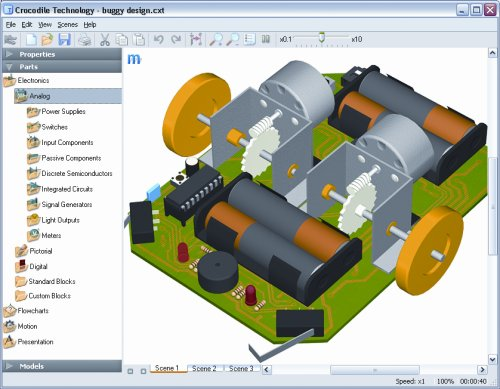 Crocodile Technology - buggy design.cxt
File Edit View Scenes Help
x0.1 x10
Properties
Parts
Electronics
Analog
Power Supplies
Switches
Input Components
Passive Components
Discrete Semiconductors
Integrated Circuits
Signal Generators
Light Outputs
Meters
Pictorial
Digital
Standard Blocks
Custom Blocks
Flowcharts
Motion
Presentation
Models
m
Scene 1 Scene 2 Scene 3
Speed: x1 100% 00:00:40